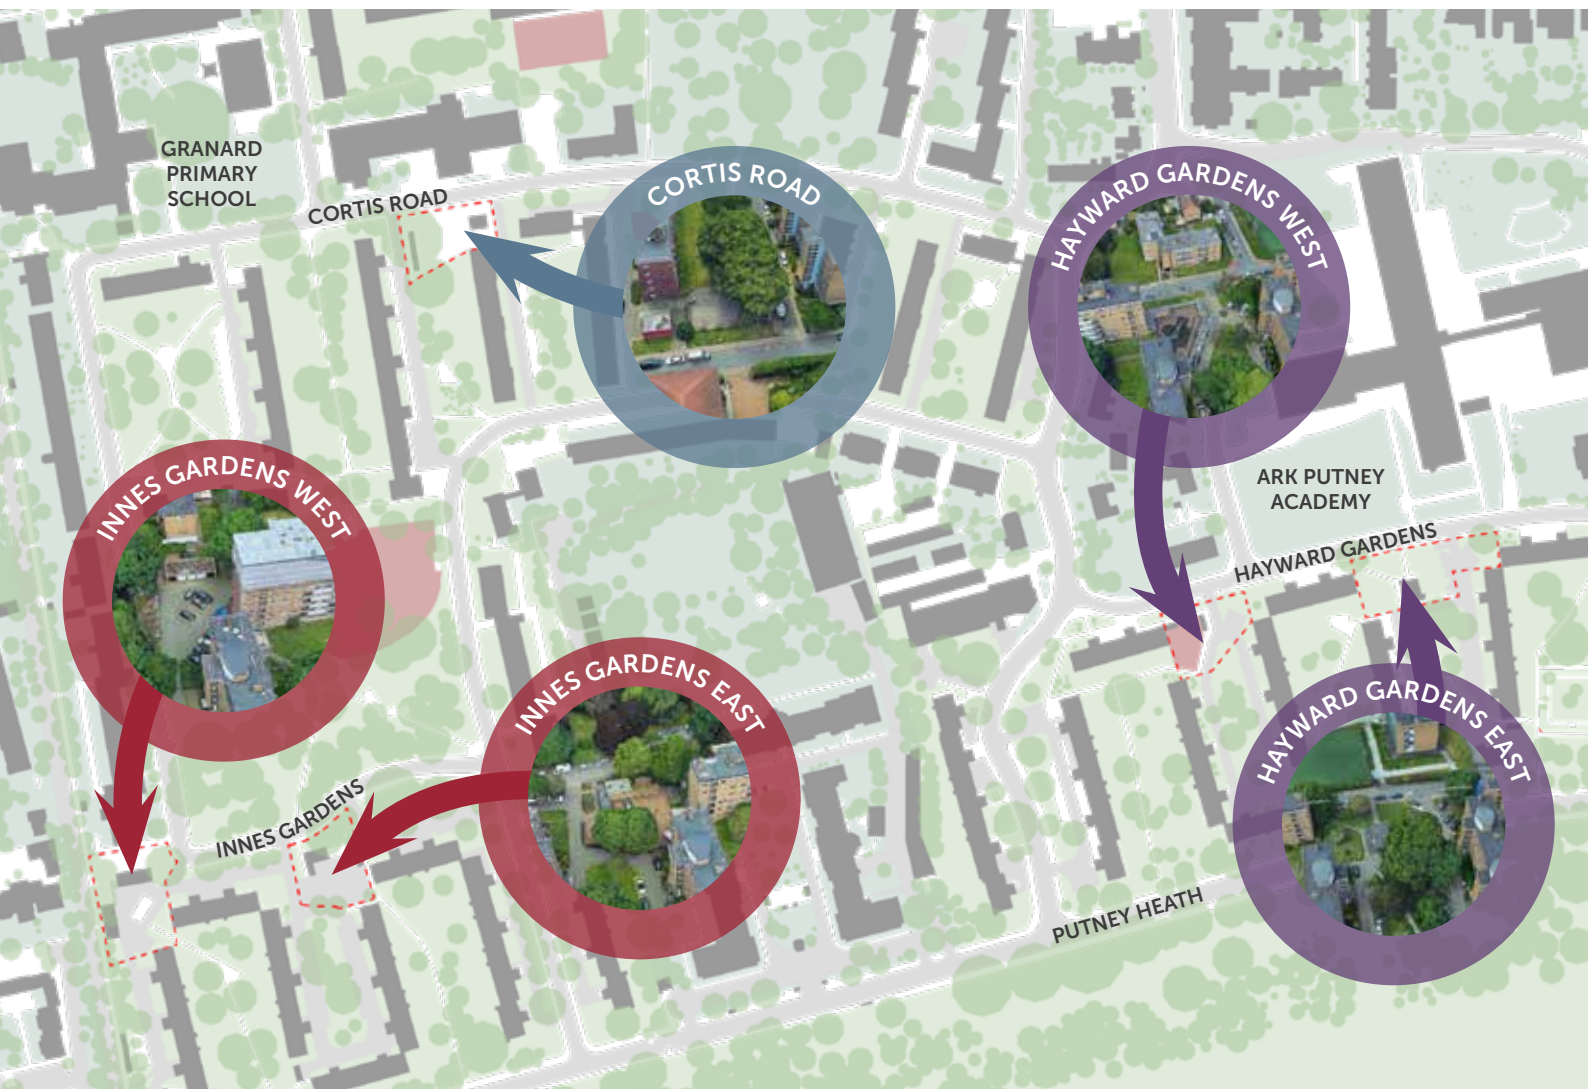 GRANARD
PRIMARY
SCHOOL
CORTIS ROAD
CORTIS ROAD
HAYWARD GARDENS WEST
INNES GARDENS WEST
ARK PUTNEY
ACADEMY
HAYWARD GARDENS
INNES GARDENS EAST
HAYWARD GARDENS EAST
INNES GARDENS
PUTNEY HEATH